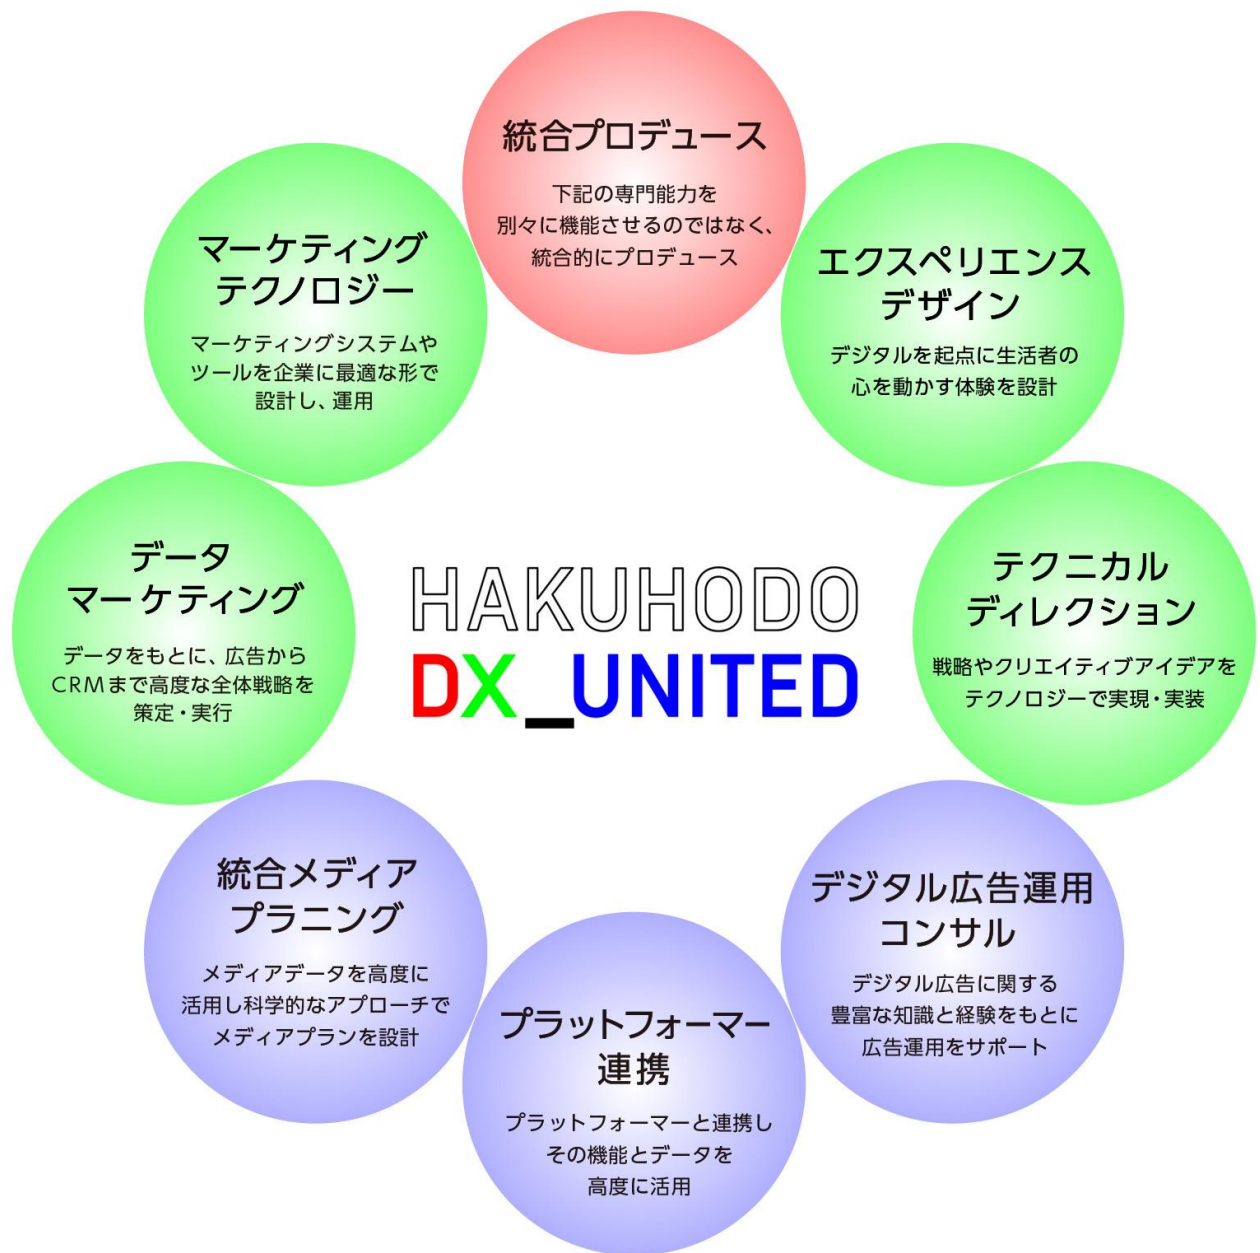 統合プロデュース
下記の専門能力を
別々に機能させるのではなく、
統合的にプロデュース
エクスペリエンス
デザイン
デジタルを起点に生活者の
心を動かす体験を設計
テクニカル
ディレクション
戦略やクリエイティブアイデアを
テクノロジーで実現・実装
デジタル広告運用
コンサル
デジタル広告に関する
豊富な知識と経験をもとに
広告運用をサポート
プラットフォーマー
連携
プラットフォーマーと連携し
その機能とデータを
高度に活用
統合メディア
プラニング
メディアデータを高度に
活用し科学的なアプローチで
メディアプランを設計
データ
マーケティング
データをもとに、広告から
CRMまで高度な全体戦略を
策定・実行
マーケティング
テクノロジー
マーケティングシステムや
ツールを企業に最適な形で
設計し、運用
HAKUHODO
DX_UNITED